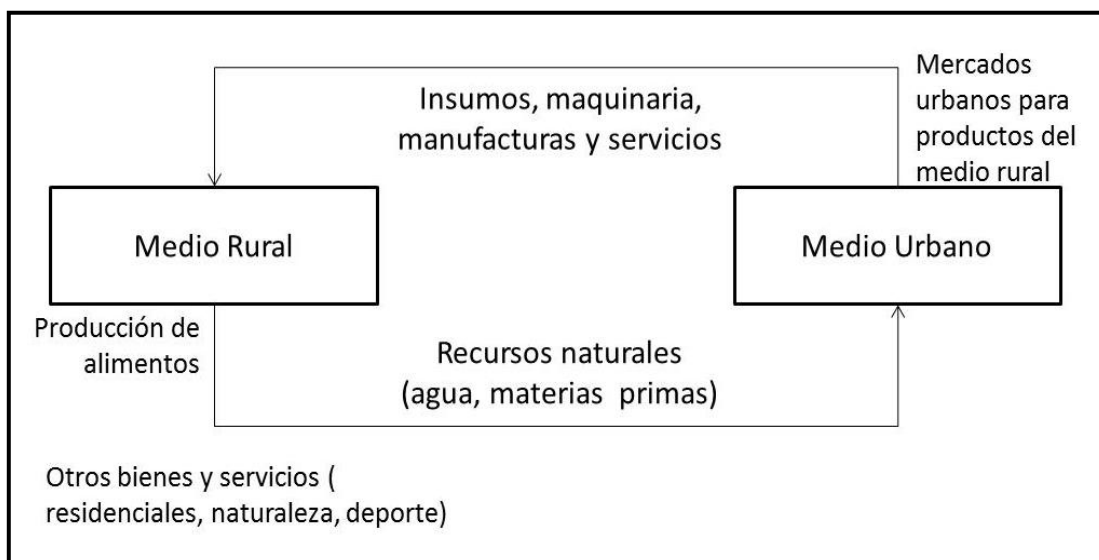 Mercados
urbanos para
productos del
medio rural
Insumos, maquinaria,
manufacturas y servicios
Medio Rural
Medio Urbano
Producción de
alimentos
Recursos naturales
(agua, materias primas)
Otros bienes y servicios (
residenciales, naturaleza, deporte)